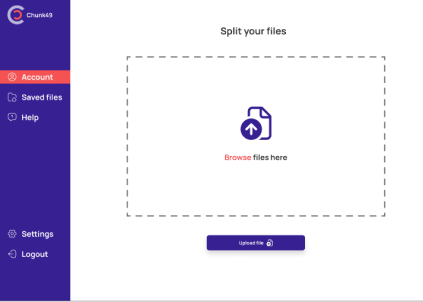 Chunk49
Split your files
Account
Saved files
Help
Browse files here
Settings
Upload file
Logout